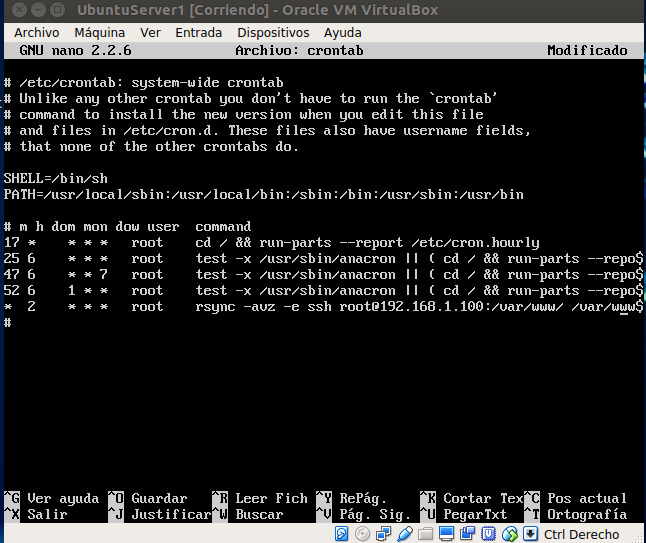 UbuntuServer1 [Corriendo] - Oracle VM VirtualBox
Archivo Máquina Ver Entrada Dispositivos Ayuda
GNU nano 2.2.6 Archivo: crontab Modificado
# /etc/crontab: system-wide crontab
# Unlike any other crontab you don't have to run the `crontab'
# command to install the new version when you edit this file
# and files in /etc/cron.d. These files also have username fields,
# that none of the other crontabs do.
SHELL=/bin/sh
PATH=/usr/local/sbin:/usr/local/bin:/sbin:/bin:/usr/sbin:/usr/bin
# m h dom mon dow user command
17 * * * * root cd / && run-parts --report /etc/cron.hourly
25 6 * * * root test -x /usr/sbin/anacron || ( cd / && run-parts --repo$
47 6 * * 7 root test -x /usr/sbin/anacron || ( cd / && run-parts --repo$
52 6 1 * * root test -x /usr/sbin/anacron || ( cd / && run-parts --repo$
* 2 * * * root rsync -avz -e ssh root@192.168.1.100:/var/www/ /var/www$
#
^G Ver ayuda ^O Guardar ^R Leer Fich ^Y RePág. ^K Cortar Tex ^C Pos actual
^X Salir ^J Justificar ^W Buscar ^V Pág. Sig. ^U PegarTxt ^T Ortografía
Ctrl Derecho